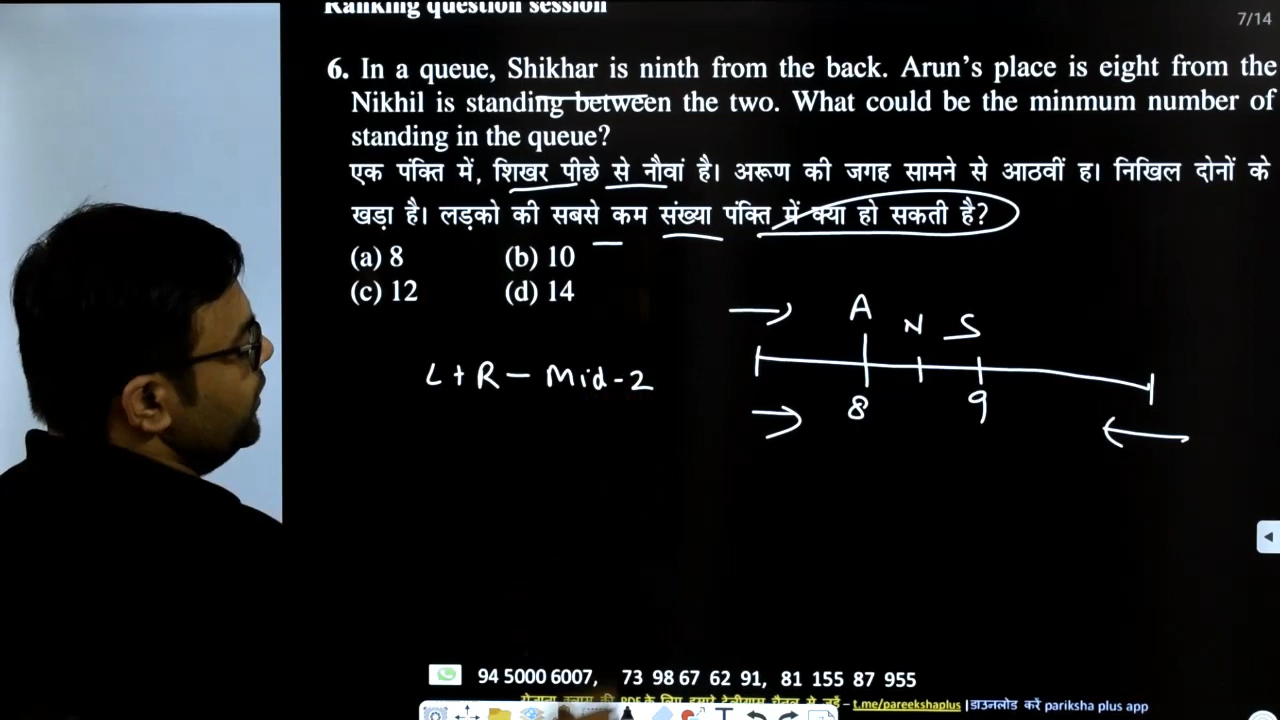 Ranking question session
7/14
6. In a queue, Shikhar is ninth from the back. Arun's place is eight from the
Nikhil is standing between the two. What could be the minmum number of
standing in the queue?
एक पंक्ति में, शिखर पीछे से नौवां है। अरूण की जगह सामने से आठवीं ह। निखिल दोनों के
खड़ा है। लड़को की सबसे कम संख्या पंक्ति में क्या हो सकती है?
(a) 8 (b) 10
(c) 12 (d) 14
A N S
L + R - Mid - 2
8 9
94 5000 6007, 73 98 67 62 91, 81 155 87 955
के लिए हमारे टेलीग्राम चैनल से जुड़ें – t.me/pareekshaplus |डाउनलोड करें pariksha plus app